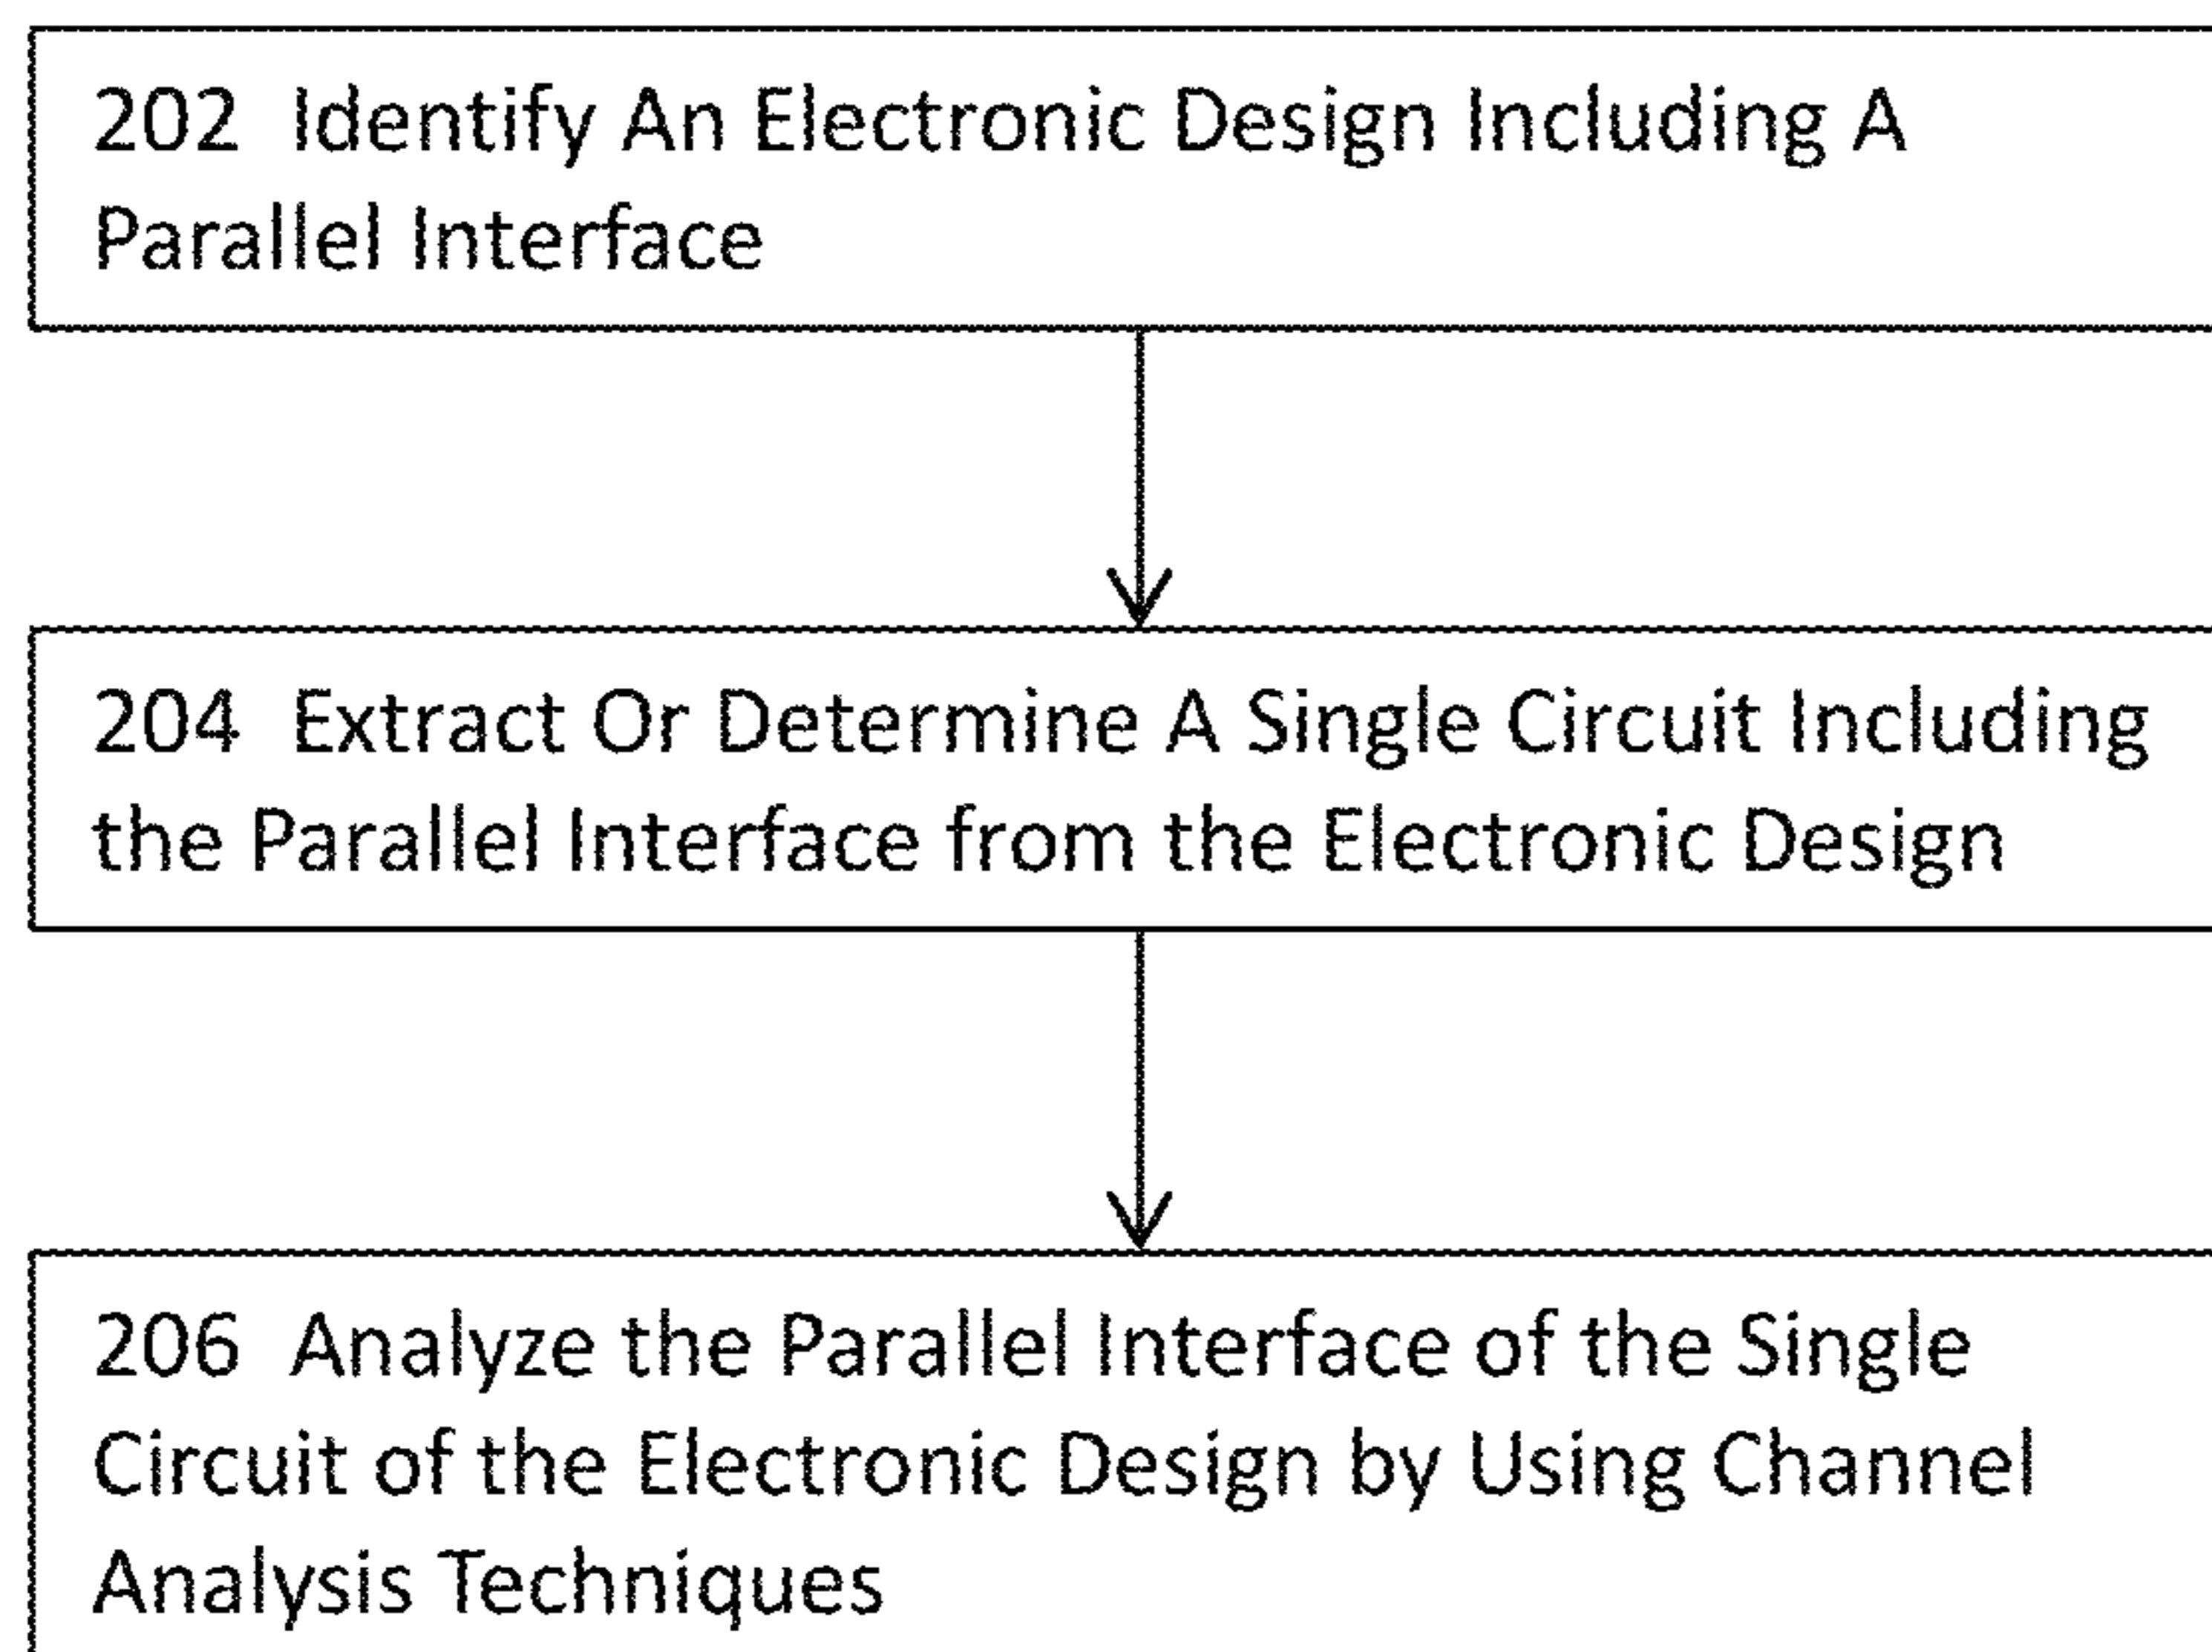 202 Identify An Electronic Design Including A
Parallel Interface
204 Extract Or Determine A Single Circuit Including
the Parallel Interface from the Electronic Design
206 Analyze the Parallel Interface of the Single
Circuit of the Electronic Design by Using Channel
Analysis Techniques